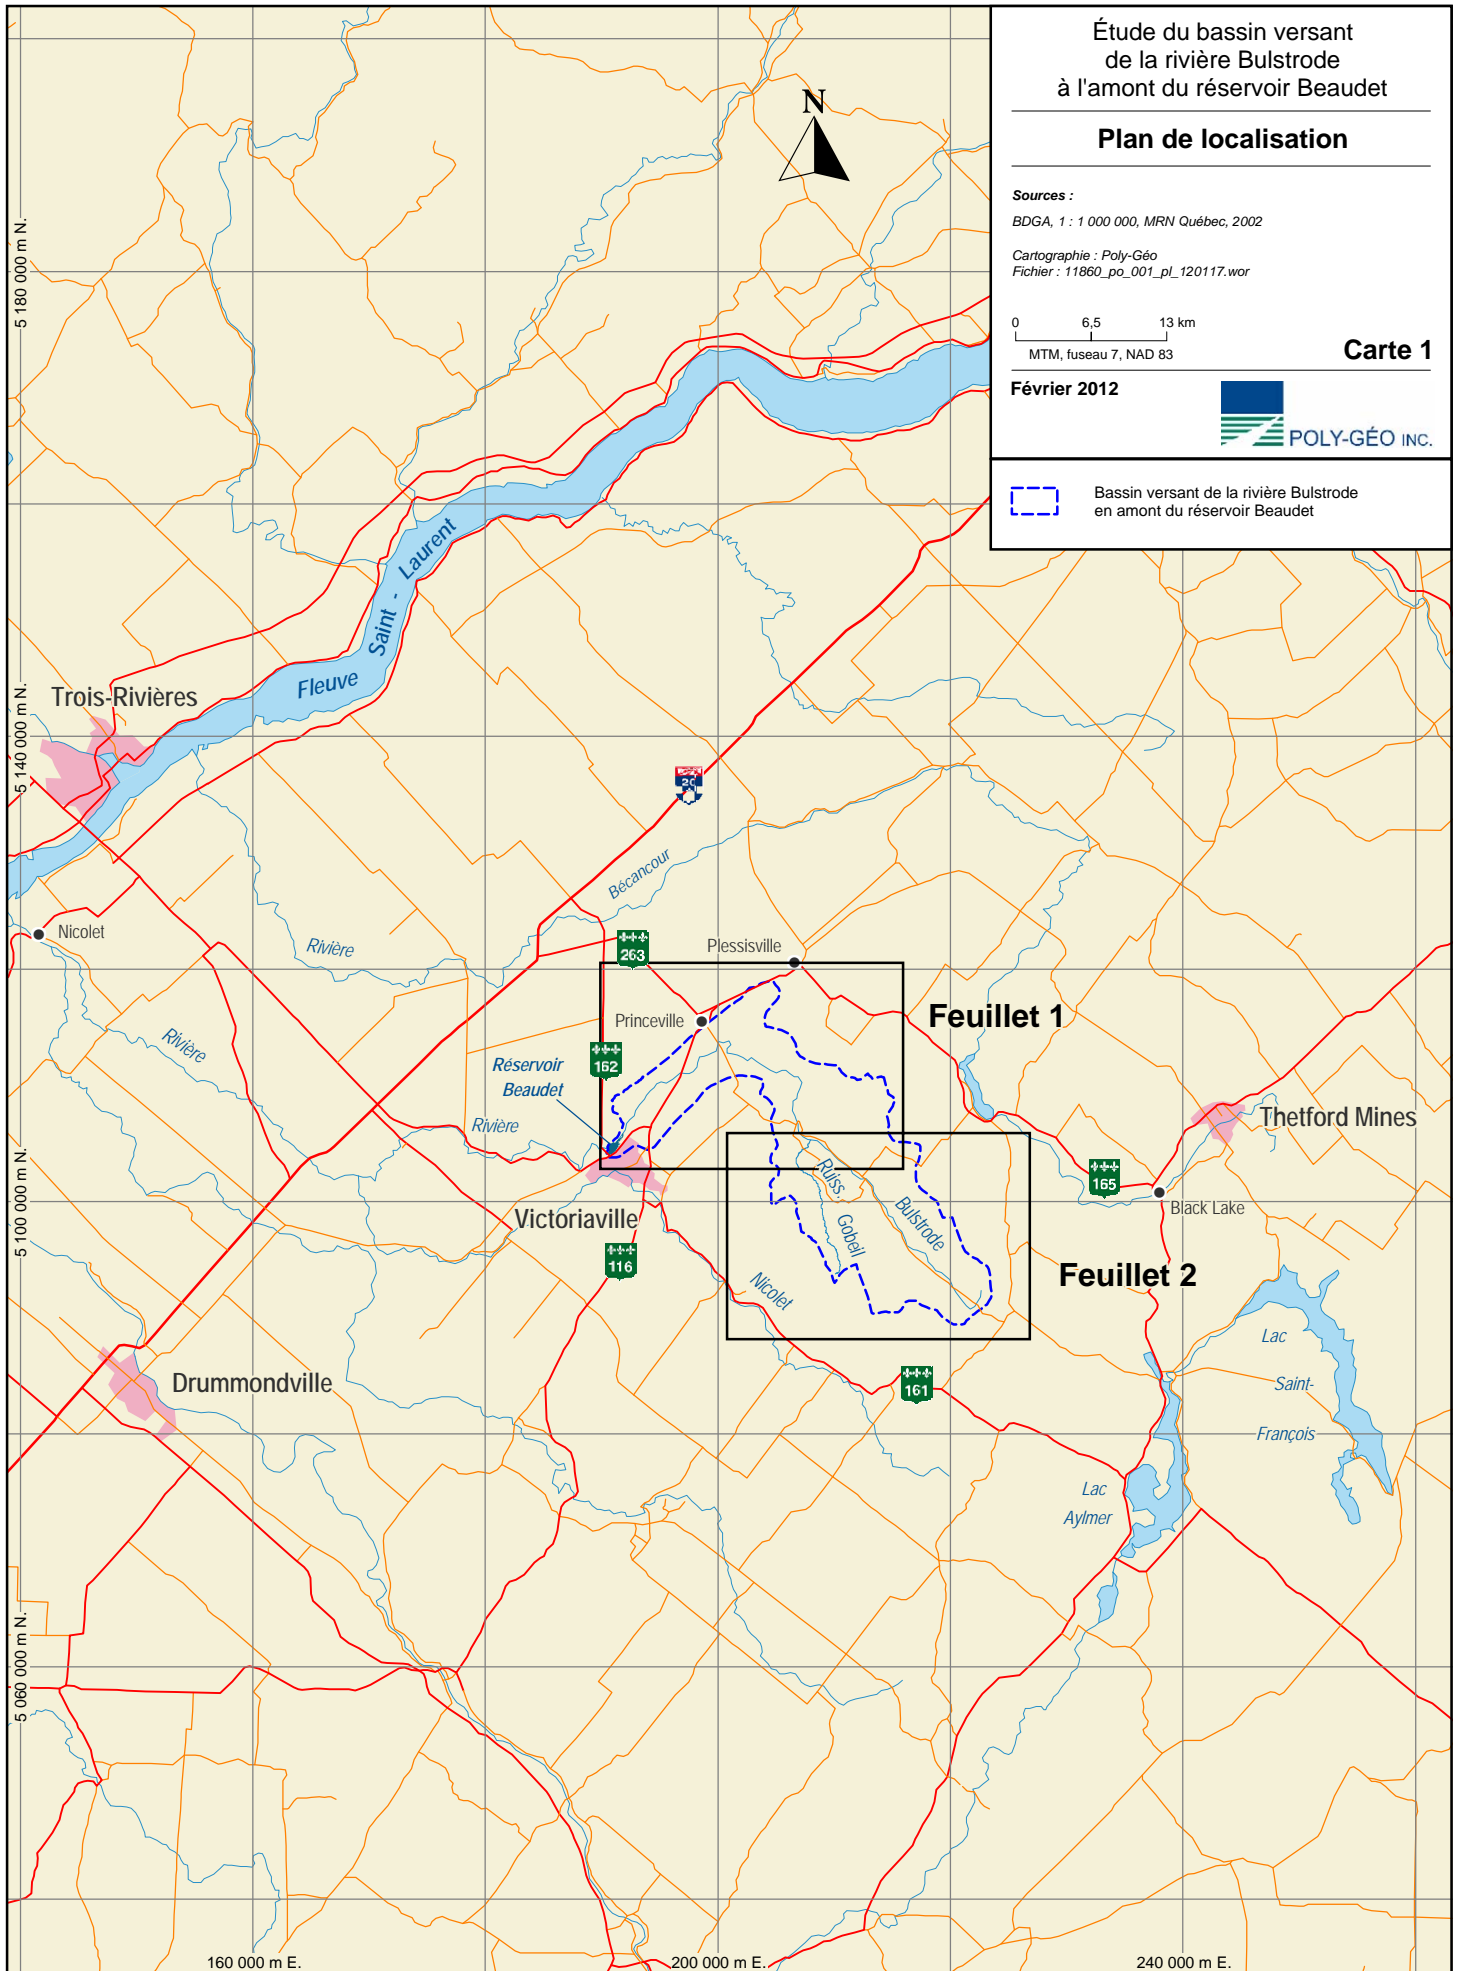 Étude du bassin versant
de la rivière Bulstrode
à l'amont du réservoir Beaudet
Plan de localisation
Sources :
BDGA, 1 : 1 000 000, MRN Québec, 2002
Cartographie : Poly-Géo
Fichier : 11860_po_001_pl_120117.wor
0 6,5 13 km
MTM, fuseau 7, NAD 83
Carte 1
Février 2012
POLY-GÉO INC.
Bassin versant de la rivière Bulstrode
en amont du réservoir Beaudet
N
5 180 000 m N.
5 140 000 m N.
5 100 000 m N.
5 060 000 m N.
160 000 m E.
200 000 m E.
240 000 m E.
Fleuve Saint - Laurent
Trois-Rivières
20
Bécancour
Rivière
Nicolet
Rivière
263
Plessisville
Princeville
Feuillet 1
162
Réservoir
Beaudet
Rivière
Thetford Mines
165
Black Lake
Victoriaville
Ruiss. Gobeil
Bulstrode
116
Nicolet
Feuillet 2
161
Drummondville
Lac
Saint-
François
Lac
Aylmer